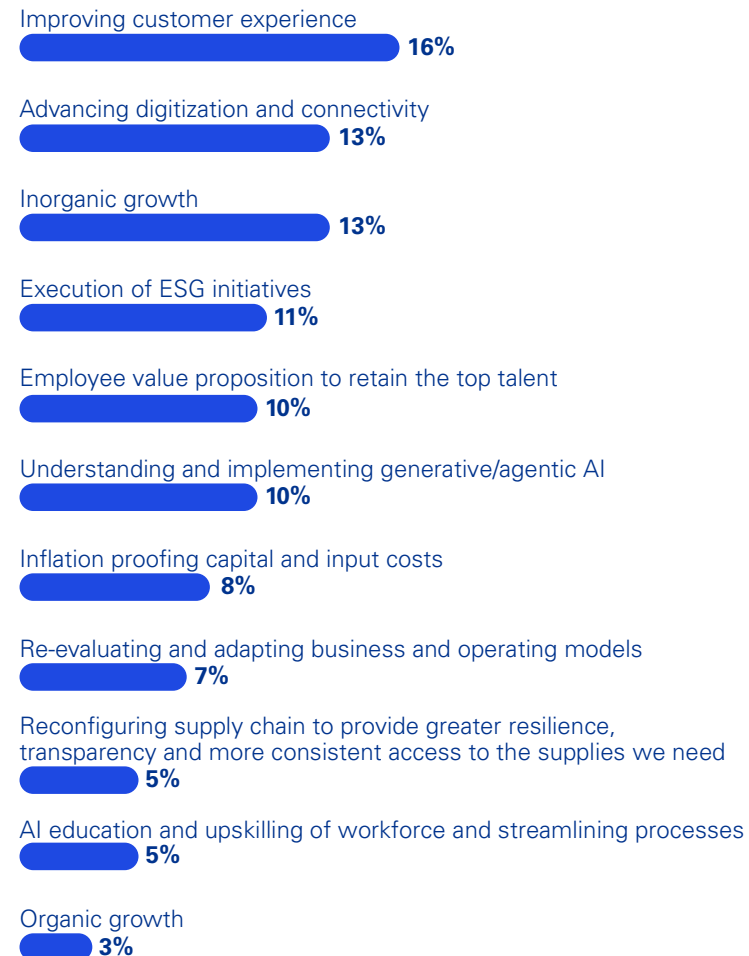 Improving customer experience
16%
Advancing digitization and connectivity
13%
Inorganic growth
13%
Execution of ESG initiatives
11%
Employee value proposition to retain the top talent
10%
Understanding and implementing generative/agentic AI
10%
Inflation proofing capital and input costs
8%
Re-evaluating and adapting business and operating models
7%
Reconfiguring supply chain to provide greater resilience,
transparency and more consistent access to the supplies we need
5%
AI education and upskilling of workforce and streamlining processes
5%
Organic growth
3%